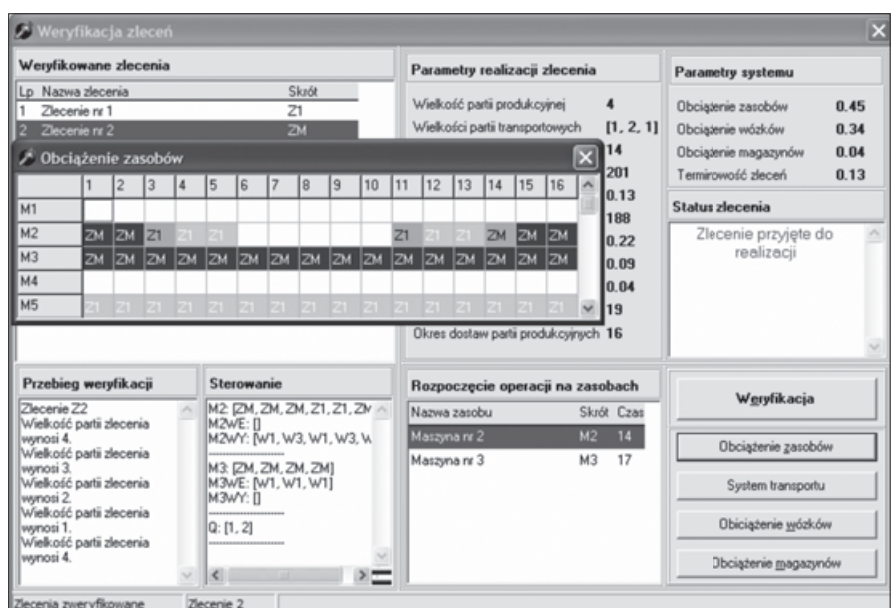 Weryfikacja zleceń
Weryfikowane zlecenia
Lp Nazwa zlecenia Skrót
1 Zlecenie nr 1 Z1
2 Zlecenie nr 2 ZM
Obciążenie zasobów
1 2 3 4 5 6 7 8 9 10 11 12 13 14 15 16
M1
M2 ZM ZM Z1 Z1 Z1 Z1 Z1 Z1 ZM ZM ZM
M3 ZM ZM ZM ZM ZM ZM ZM ZM ZM ZM ZM ZM ZM ZM ZM ZM
M4
M5 Z1 Z1 Z1 Z1 Z1 Z1 Z1 Z1 Z1 Z1 Z1 Z1 Z1 Z1 Z1 Z1
Parametry realizacji zlecenia
Wielkość partii produkcyjnej 4
Wielkości partii transportowych [1, 2, 1]
14
201
0.13
188
0.22
0.09
0.04
19
Okres dostaw partii produkcyjnych 16
Parametry systemu
Obciążenie zasobów 0.45
Obciążenie wózków 0.34
Obciążenie magazynów 0.04
Termirowość zleceń 0.13
Status zlecenia
Zlecenie przyjęte do
realizacji
Przebieg weryfikacji
Zlecenie Z2
Wielkość partii zlecenia
wynosi 4.
Wielkość partii zlecenia
wynosi 3.
Wielkość partii zlecenia
wynosi 2.
Wielkość partii zlecenia
wynosi 1.
Wielkość partii zlecenia
wynosi 4.
Sterowanie
M2: [ZM, ZM, ZM, Z1, Z1, ZM
M2WE: []
M2WY: [W1, W3, W1, W3, W
--------------------
M3: [ZM, ZM, ZM, ZM]
M3WE: [W1, W1, W1]
M3WY: []
--------------------
Q: [1, 2]
--------------------
Rozpoczęcie operacji na zasobach
Nazwa zasobu Skrót Czas
Maszyna nr 2 M2 14
Maszyna nr 3 M3 17
Weryfikacja
Obciążenie zasobów
System transportu
Obiciążenie wózków
Obciążenie magazynów
Zlecenia zweryfikowane Zlecenie 2